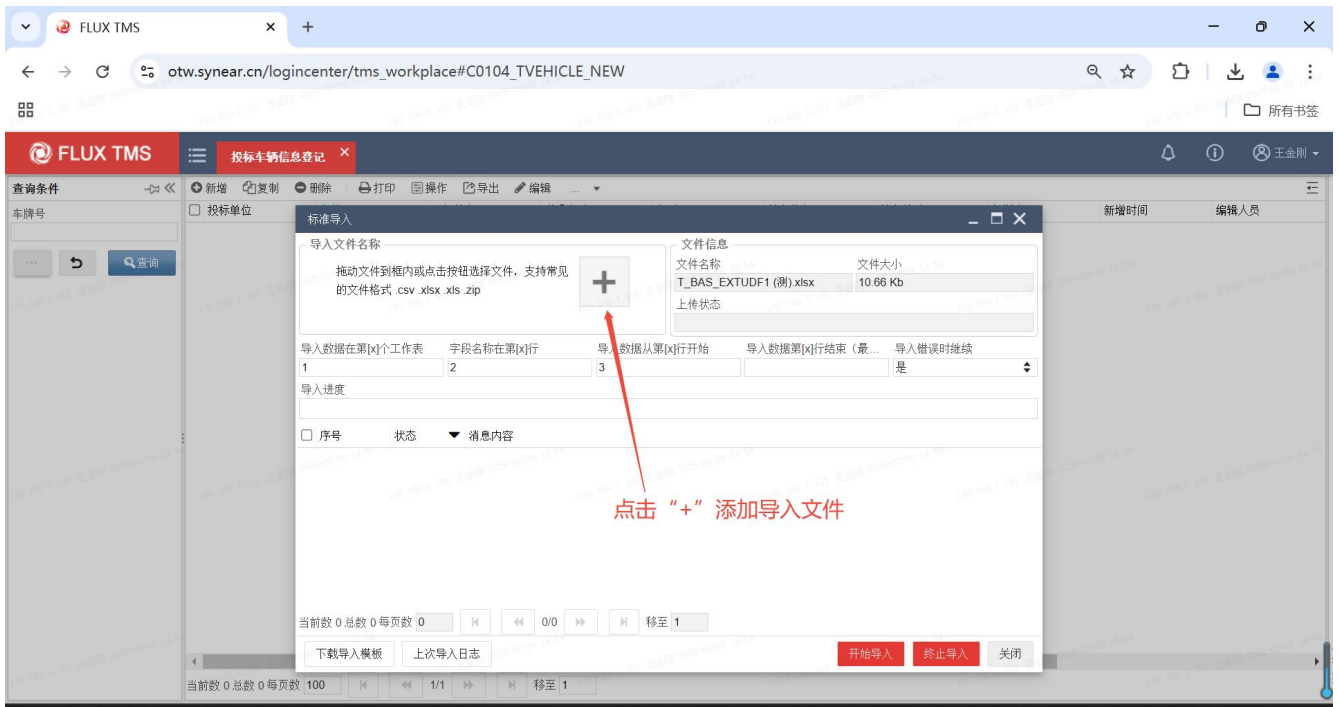 FLUX TMS
otw.synear.cn/logincenter/tms_workplace#C0104_TVEHICLE_NEW
所有书签
FLUX TMS
投标车辆信息登记
王金刚
查询条件
新增 复制 删除 打印 操作 导出 编辑 ...
车牌号
投标单位
新增时间
编辑人员
... 查询
标准导入
导入文件名称
文件信息
拖动文件到框内或点击按钮选择文件，支持常见
的文件格式 .csv .xlsx .xls .zip
文件名称
文件大小
T_BAS_EXTUDF1 (测).xlsx
10.66 Kb
上传状态
导入数据在第[x]个工作表 字段名称在第[x]行 导入数据从第[x]行开始 导入数据第[x]行结束（最... 导入错误时继续
1 2 3 是
导入进度
序号 状态 消息内容
点击“+”添加导入文件
当前数 0 总数 0 每页数 0 0/0 移至 1
下载导入模板 上次导入日志 开始导入 终止导入 关闭
当前数 0 总数 0 每页数 100 1/1 移至 1